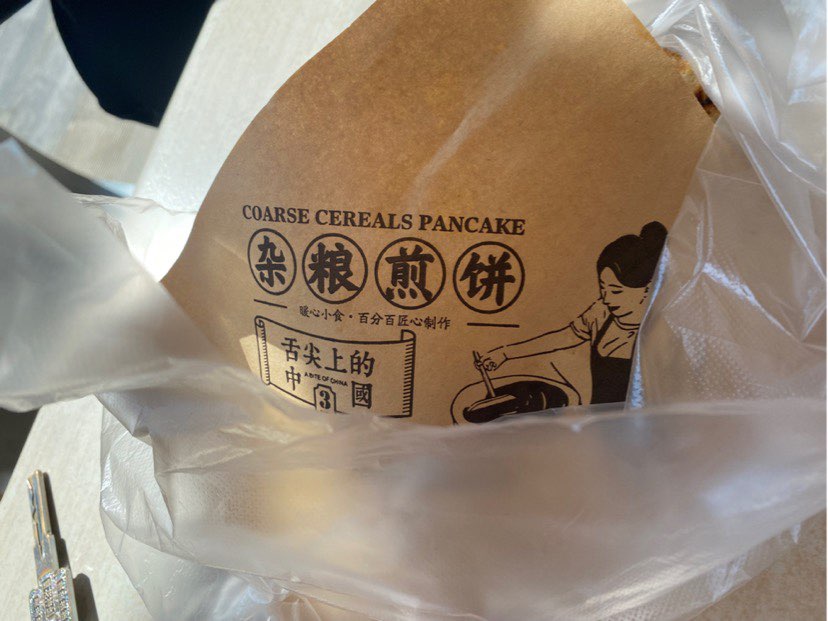 COARSE CEREALS PANCAKE
杂粮煎饼
暖心小食·百分百匠心制作
舌尖上的
中 A BITE OF CHINA 國
3